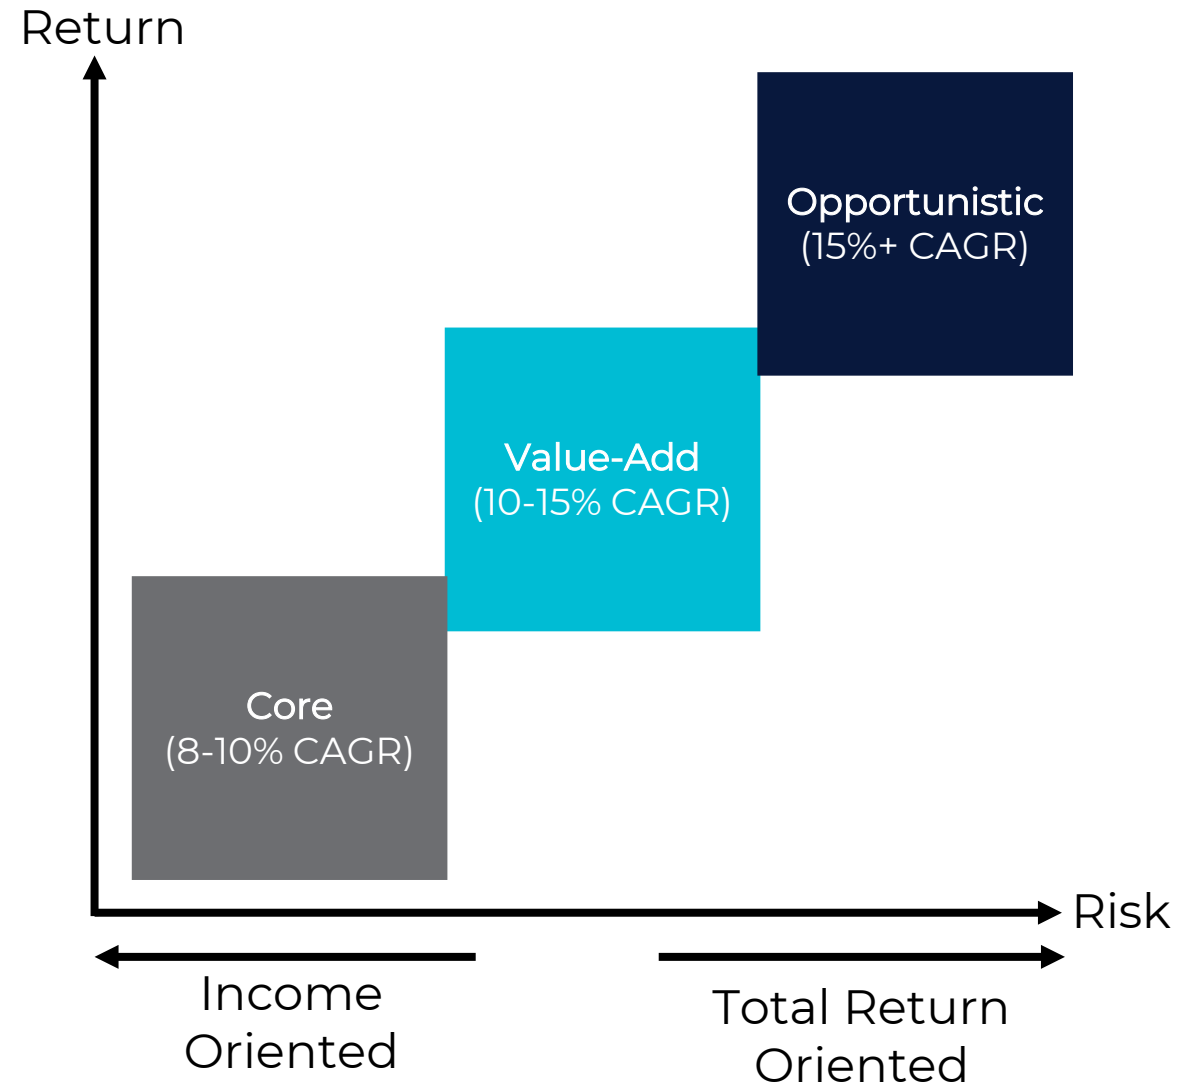 Return
Opportunistic
(15%+ CAGR)
Value-Add
(10-15% CAGR)
Core
(8-10% CAGR)
Risk
Income
Oriented
Total Return
Oriented